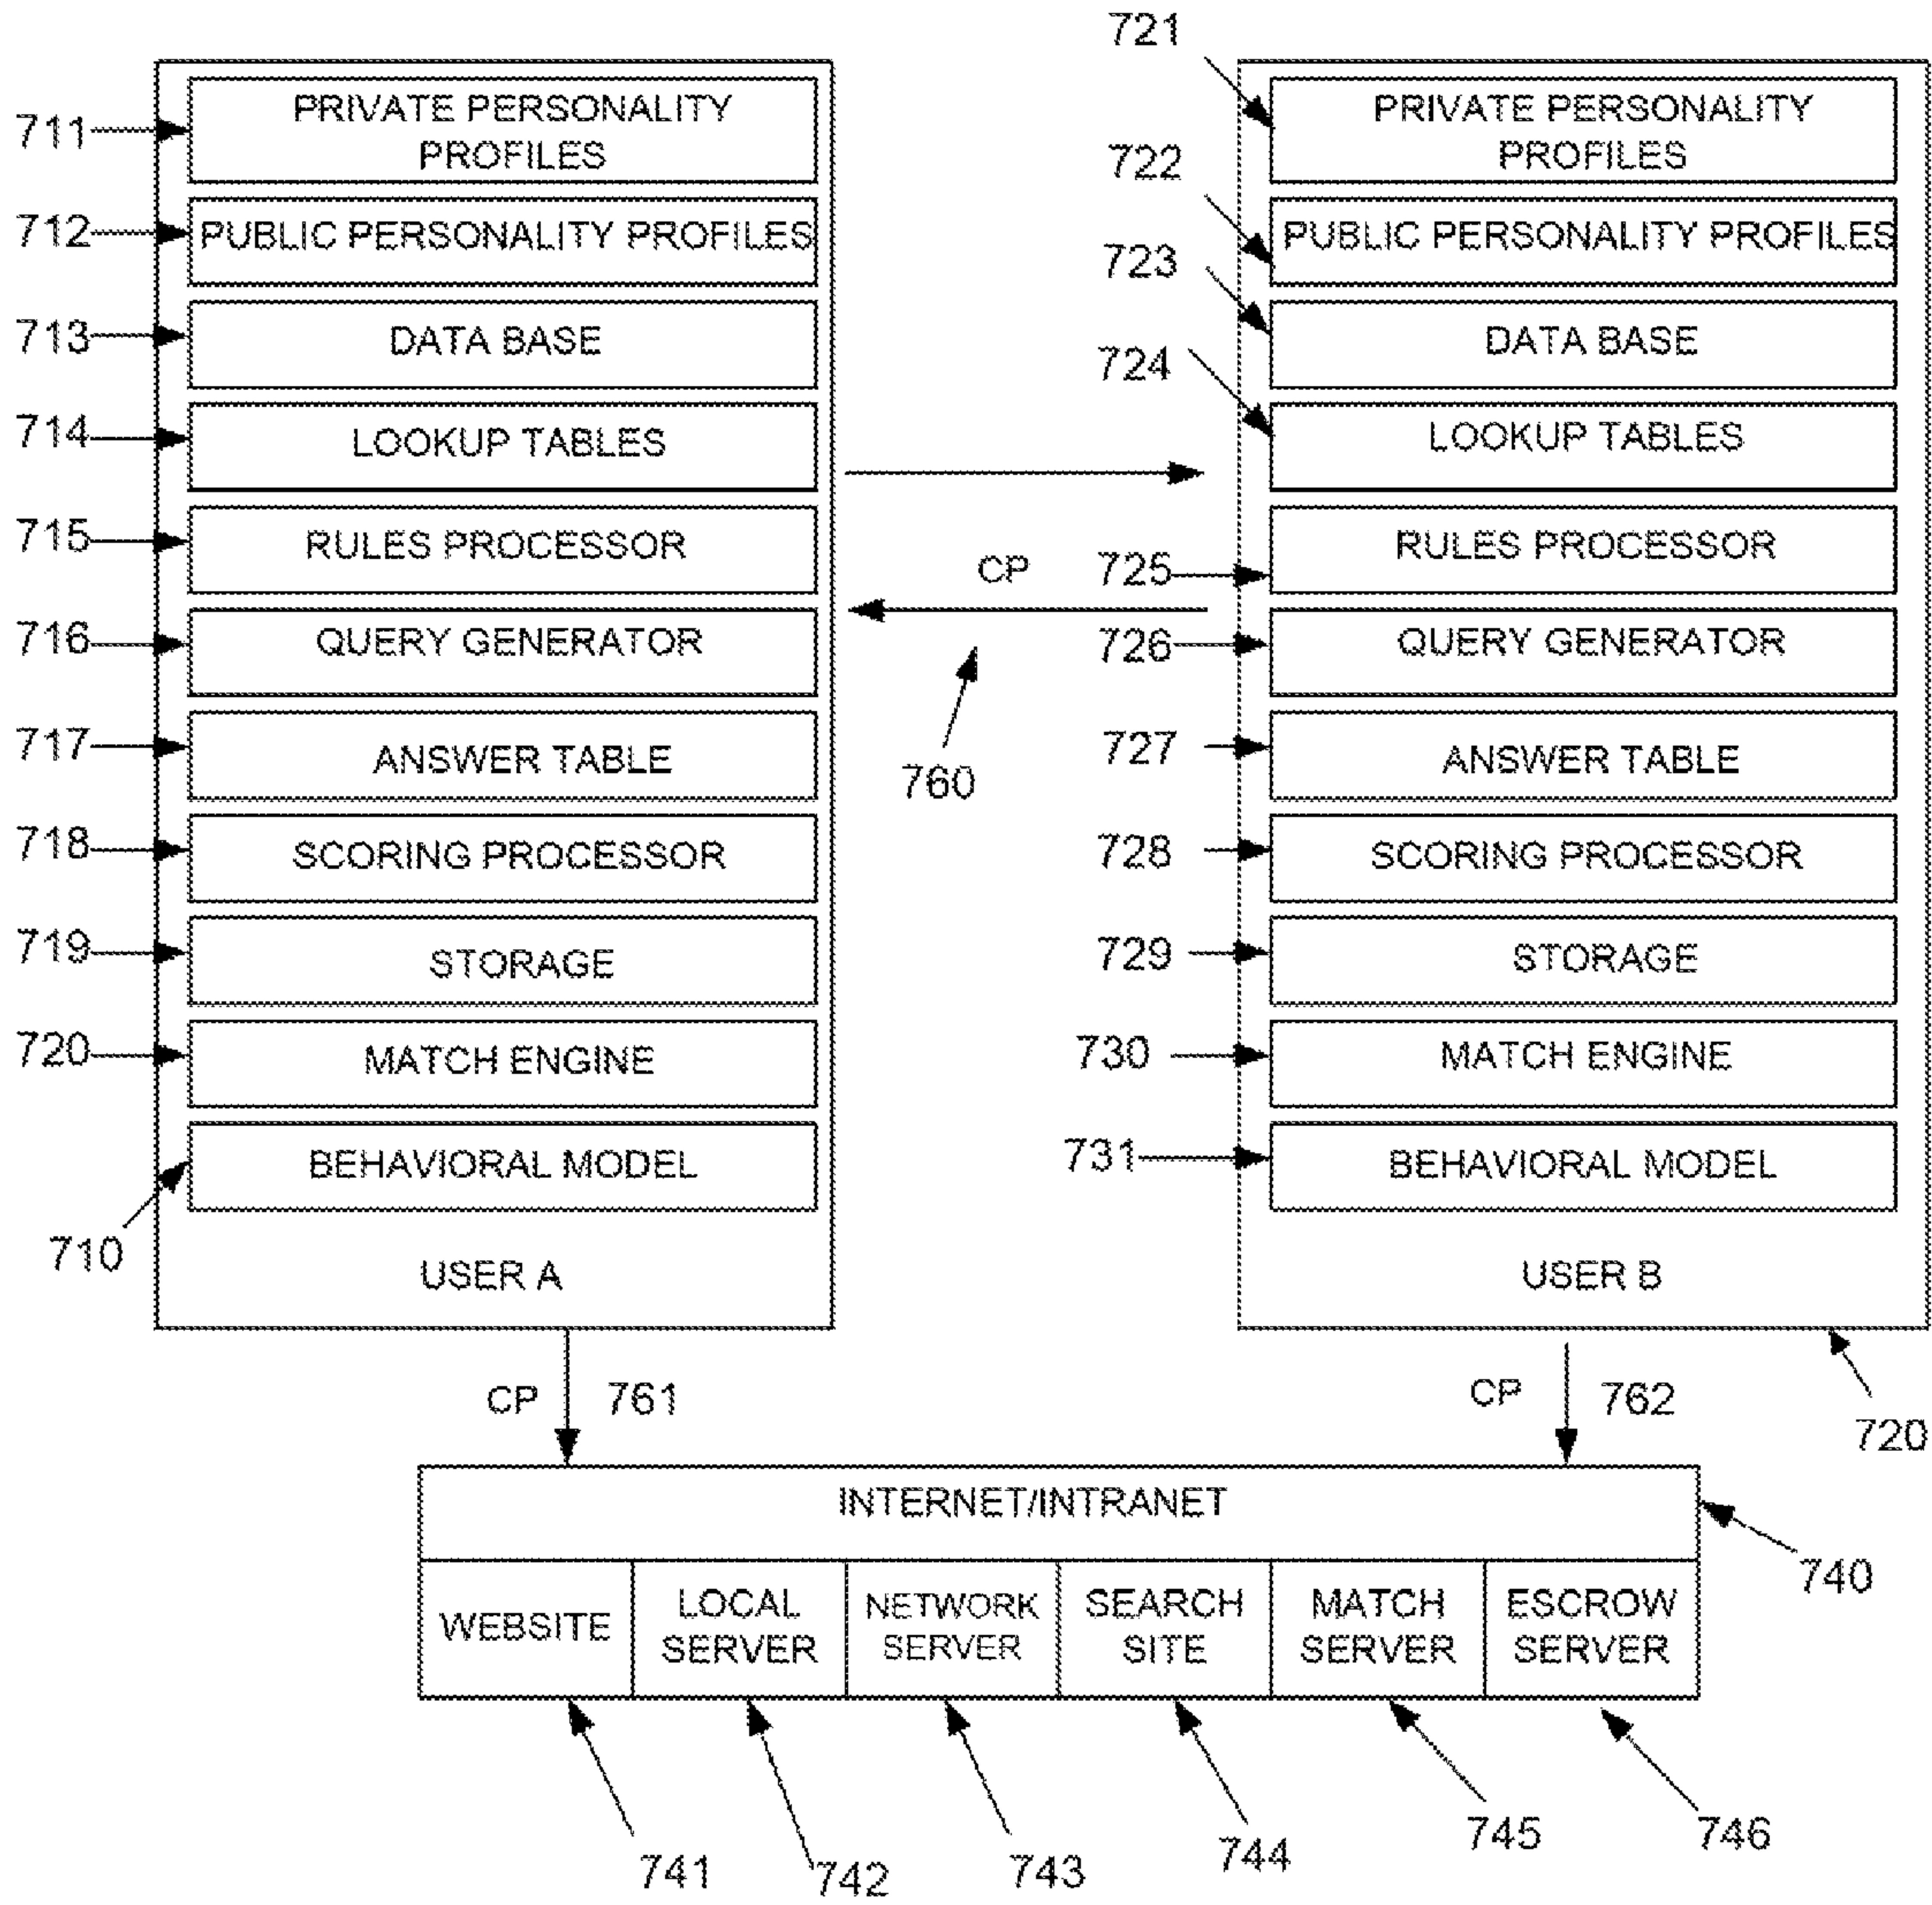 711
PRIVATE PERSONALITY
PROFILES
712
PUBLIC PERSONALITY PROFILES
713
DATA BASE
714
LOOKUP TABLES
715
RULES PROCESSOR
716
QUERY GENERATOR
717
ANSWER TABLE
718
SCORING PROCESSOR
719
STORAGE
720
MATCH ENGINE
710
BEHAVIORAL MODEL
USER A
CP
760
721
PRIVATE PERSONALITY
PROFILES
722
PUBLIC PERSONALITY PROFILES
723
DATA BASE
724
LOOKUP TABLES
725
RULES PROCESSOR
726
QUERY GENERATOR
727
ANSWER TABLE
728
SCORING PROCESSOR
729
STORAGE
730
MATCH ENGINE
731
BEHAVIORAL MODEL
USER B
720
CP
761
CP
762
INTERNET/INTRANET
740
WEBSITE
LOCAL
SERVER
NETWORK
SERVER
SEARCH
SITE
MATCH
SERVER
ESCROW
SERVER
741
742
743
744
745
746